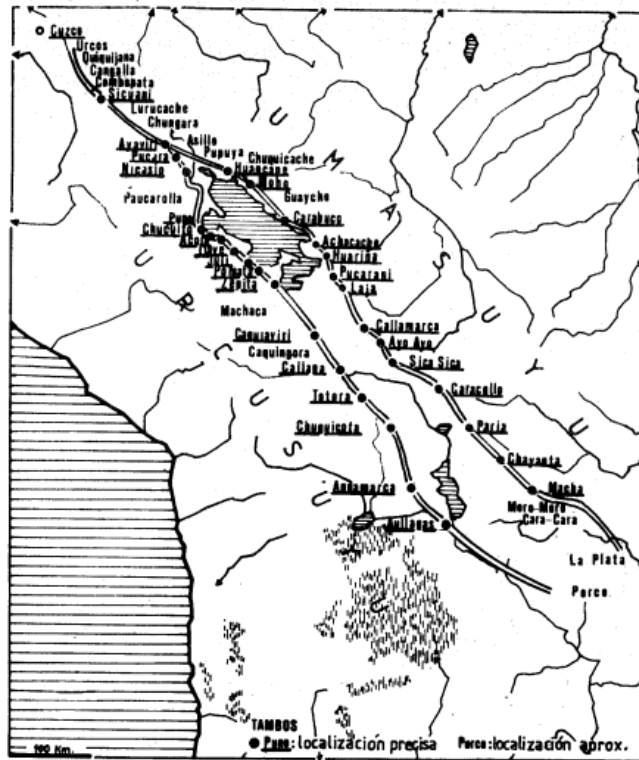 Cuzco
Urcos
Quiquijana
Cangalla
Combapata
Sicuani
Lurucache
Chungara
Asillo
Ayaviri
Pupuya
Chuquicache
Pucara
Huancane
Nicasio
Moho
Guaycho
Paucarolla
Carabuco
Puno
Chucuito
Achacache
Acora
Huarina
Ylave
Juli
Pucarani
Pomata
Laja
Zepita
Machaca
Callamarca
Caquiaviri
Ayo Ayo
Caquingora
Sica Sica
Callapa
Caracollo
Totora
Chuquicota
Paria
Chayanta
Andamarca
Macha
Moro-Moro
Cara-Cara
Aullagas
La Plata
Porco
U M A S U Y U
U R C U S U Y U
TAMBOS
Puno: localización precisa
Porco: localización aprox.
100 Km.